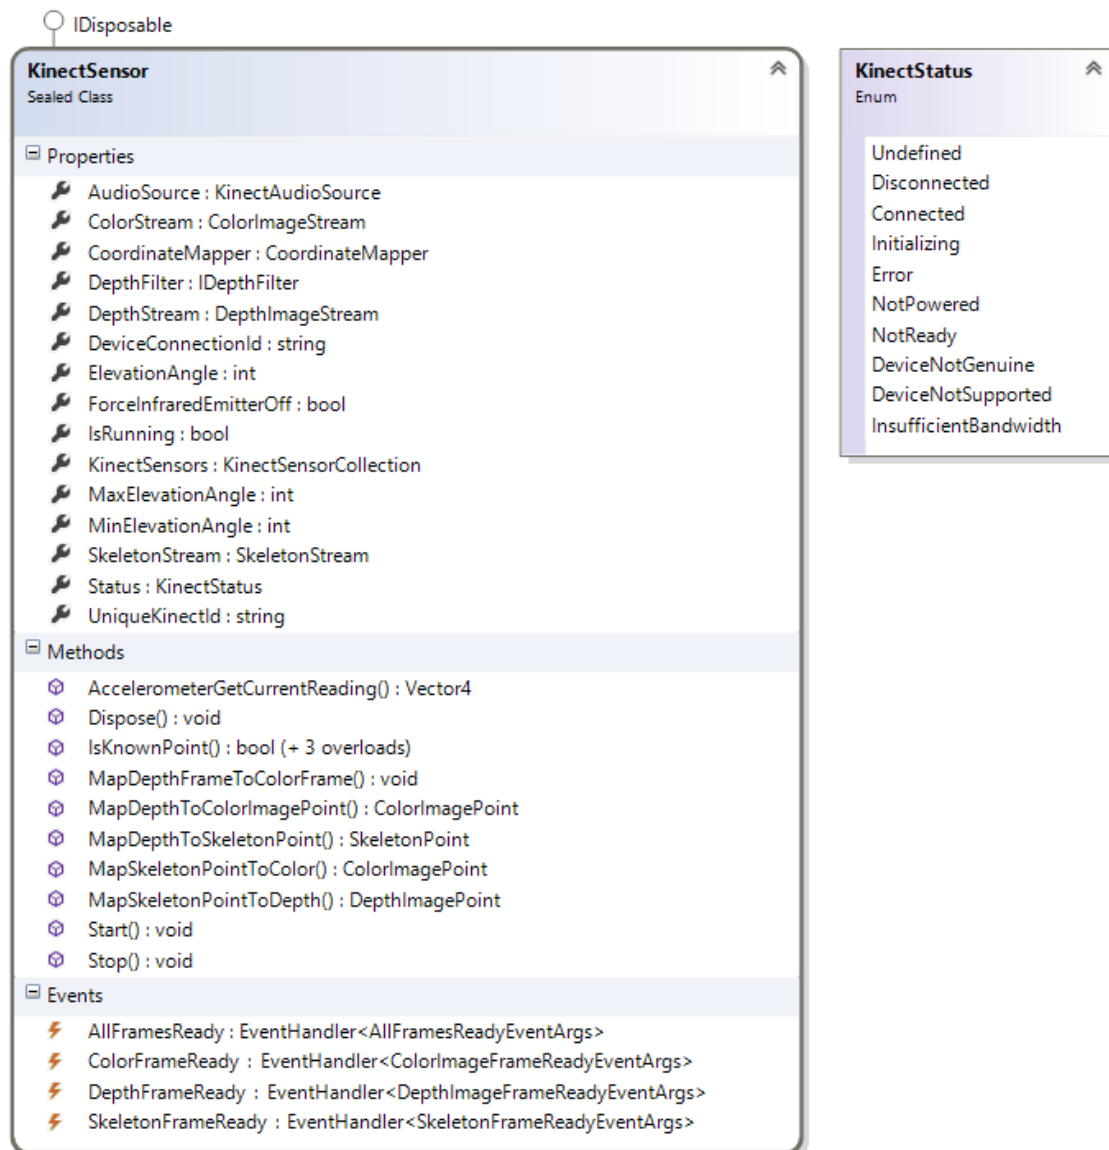 IDisposable
KinectSensor
Sealed Class
Properties
AudioSource : KinectAudioSource
ColorStream : ColorImageStream
CoordinateMapper : CoordinateMapper
DepthFilter : IDepthFilter
DepthStream : DepthImageStream
DeviceConnectionId : string
ElevationAngle : int
ForceInfraredEmitterOff : bool
IsRunning : bool
KinectSensors : KinectSensorCollection
MaxElevationAngle : int
MinElevationAngle : int
SkeletonStream : SkeletonStream
Status : KinectStatus
UniqueKinectId : string
Methods
AccelerometerGetCurrentReading() : Vector4
Dispose() : void
IsKnownPoint() : bool (+ 3 overloads)
MapDepthFrameToColorFrame() : void
MapDepthToColorImagePoint() : ColorImagePoint
MapDepthToSkeletonPoint() : SkeletonPoint
MapSkeletonPointToColor() : ColorImagePoint
MapSkeletonPointToDepth() : DepthImagePoint
Start() : void
Stop() : void
Events
AllFramesReady : EventHandler<AllFramesReadyEventArgs>
ColorFrameReady : EventHandler<ColorImageFrameReadyEventArgs>
DepthFrameReady : EventHandler<DepthImageFrameReadyEventArgs>
SkeletonFrameReady : EventHandler<SkeletonFrameReadyEventArgs>
KinectStatus
Enum
Undefined
Disconnected
Connected
Initializing
Error
NotPowered
NotReady
DeviceNotGenuine
DeviceNotSupported
InsufficientBandwidth